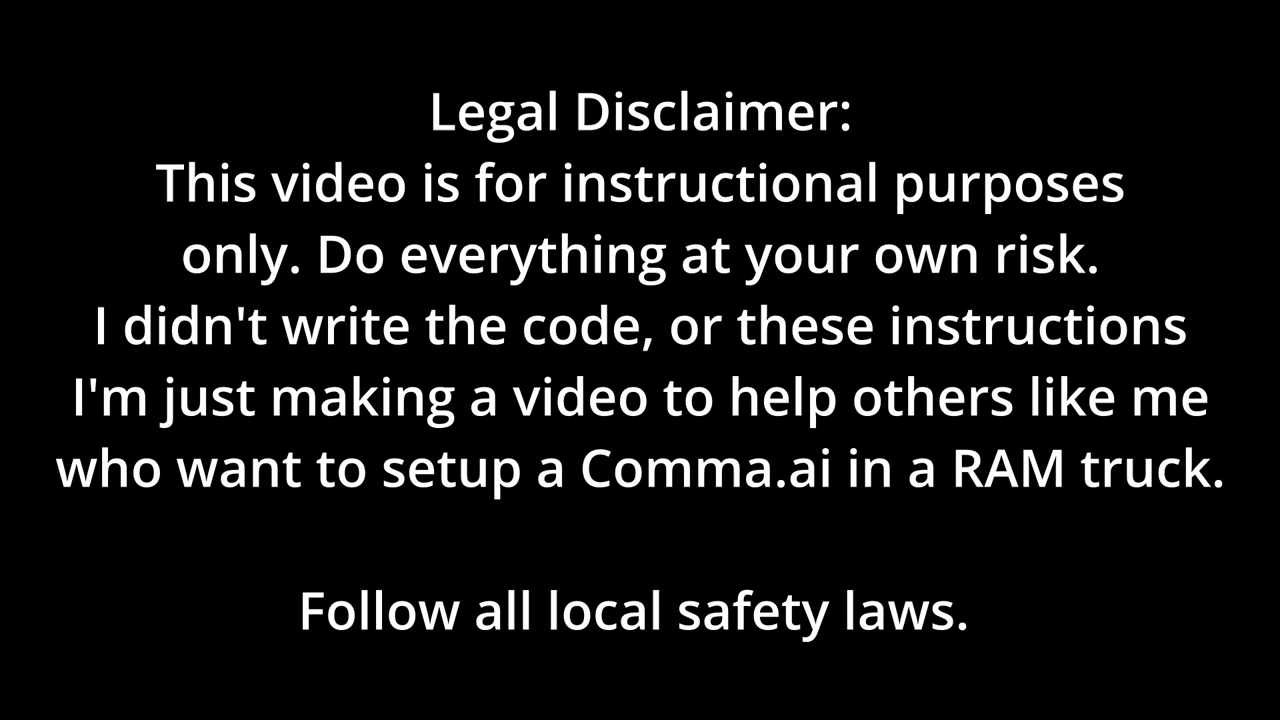 Legal Disclaimer:
This video is for instructional purposes
only. Do everything at your own risk.
I didn't write the code, or these instructions
I'm just making a video to help others like me
who want to setup a Comma.ai in a RAM truck.
Follow all local safety laws.